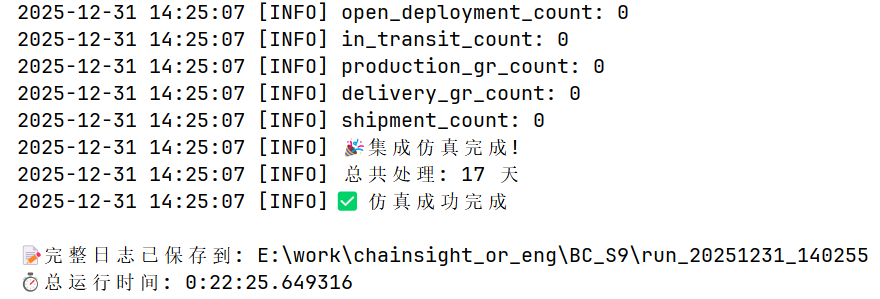 2025-12-31 14:25:07 [INFO] open_deployment_count: 0
2025-12-31 14:25:07 [INFO] in_transit_count: 0
2025-12-31 14:25:07 [INFO] production_gr_count: 0
2025-12-31 14:25:07 [INFO] delivery_gr_count: 0
2025-12-31 14:25:07 [INFO] shipment_count: 0
2025-12-31 14:25:07 [INFO] 🎉集成仿真完成!
2025-12-31 14:25:07 [INFO] 总共处理: 17 天
2025-12-31 14:25:07 [INFO] ✅ 仿真成功完成
📝完整日志已保存到: E:\work\chainsight_or_eng\BC_S9\run_20251231_140255
⏱总运行时间: 0:22:25.649316